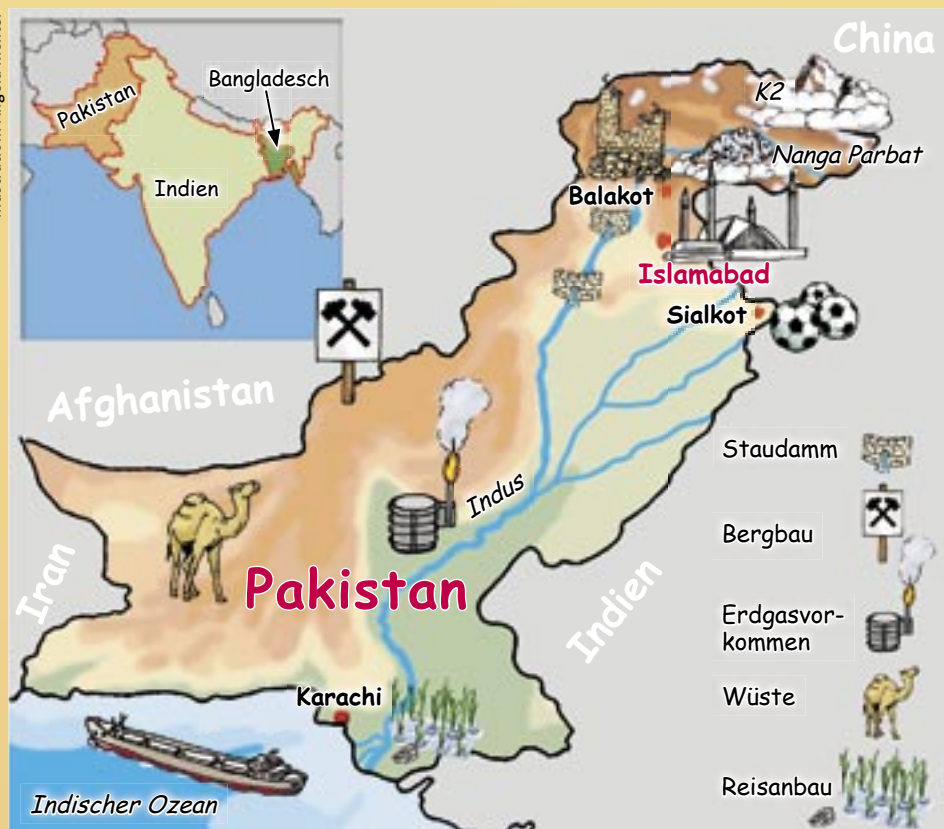 China
Bangladesch
Pakistan
Indien
K2
Nanga Parbat
Balakot
Islamabad
Sialkot
Afghanistan
Staudamm
Indus
Bergbau
Iran
Pakistan
Indien
Erdgasvor-
kommen
Karachi
Wüste
Indischer Ozean
Reisanbau